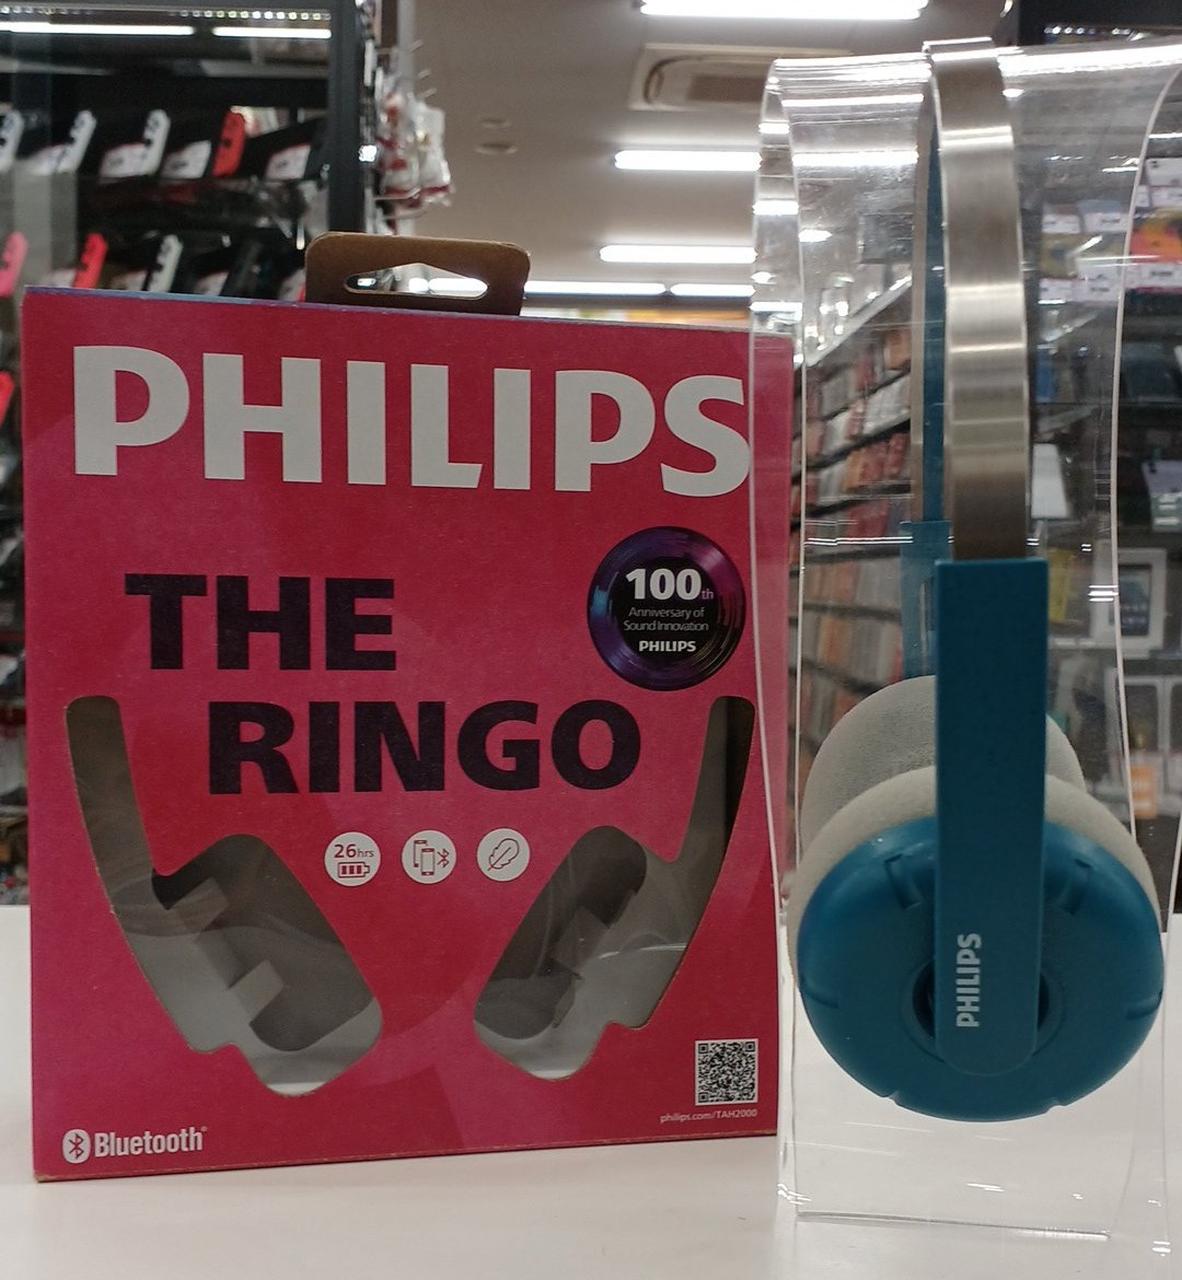 PHILIPS
THE
RINGO
100th
Anniversary of
Sound Innovation
PHILIPS
26hrs
philips.com/TAH2000
Bluetooth®
PHILIPS